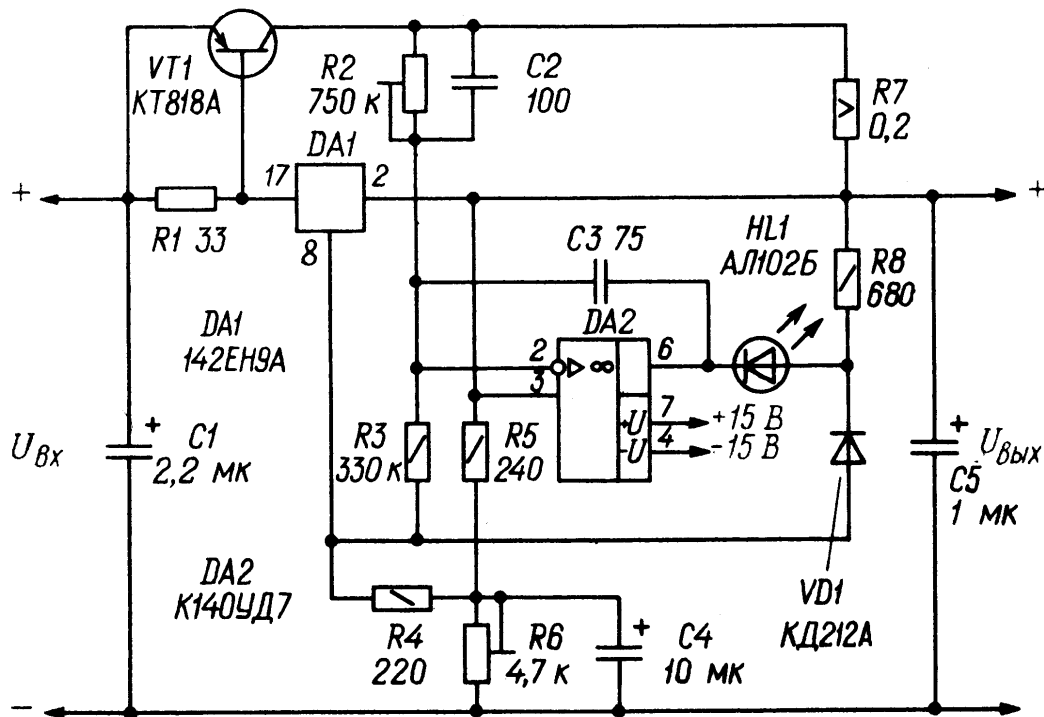 VT1
КТ818А
R2
750 к
C2
100
R7
0,2
DA1
17
2
8
+
+
R1 33
C3 75
HL1
АЛ102Б
R8
680
DA1
142ЕН9А
DA2
2
3
∞
6
+U
7
+15 В
-U
4
-15 В
Uвх
+
C1
2,2 мк
R3
330 к
R5
240
+
Uвых
C5
1 мк
DA2
К140УД7
R4
220
R6
4,7 к
+
C4
10 мк
VD1
КД212А
−
−